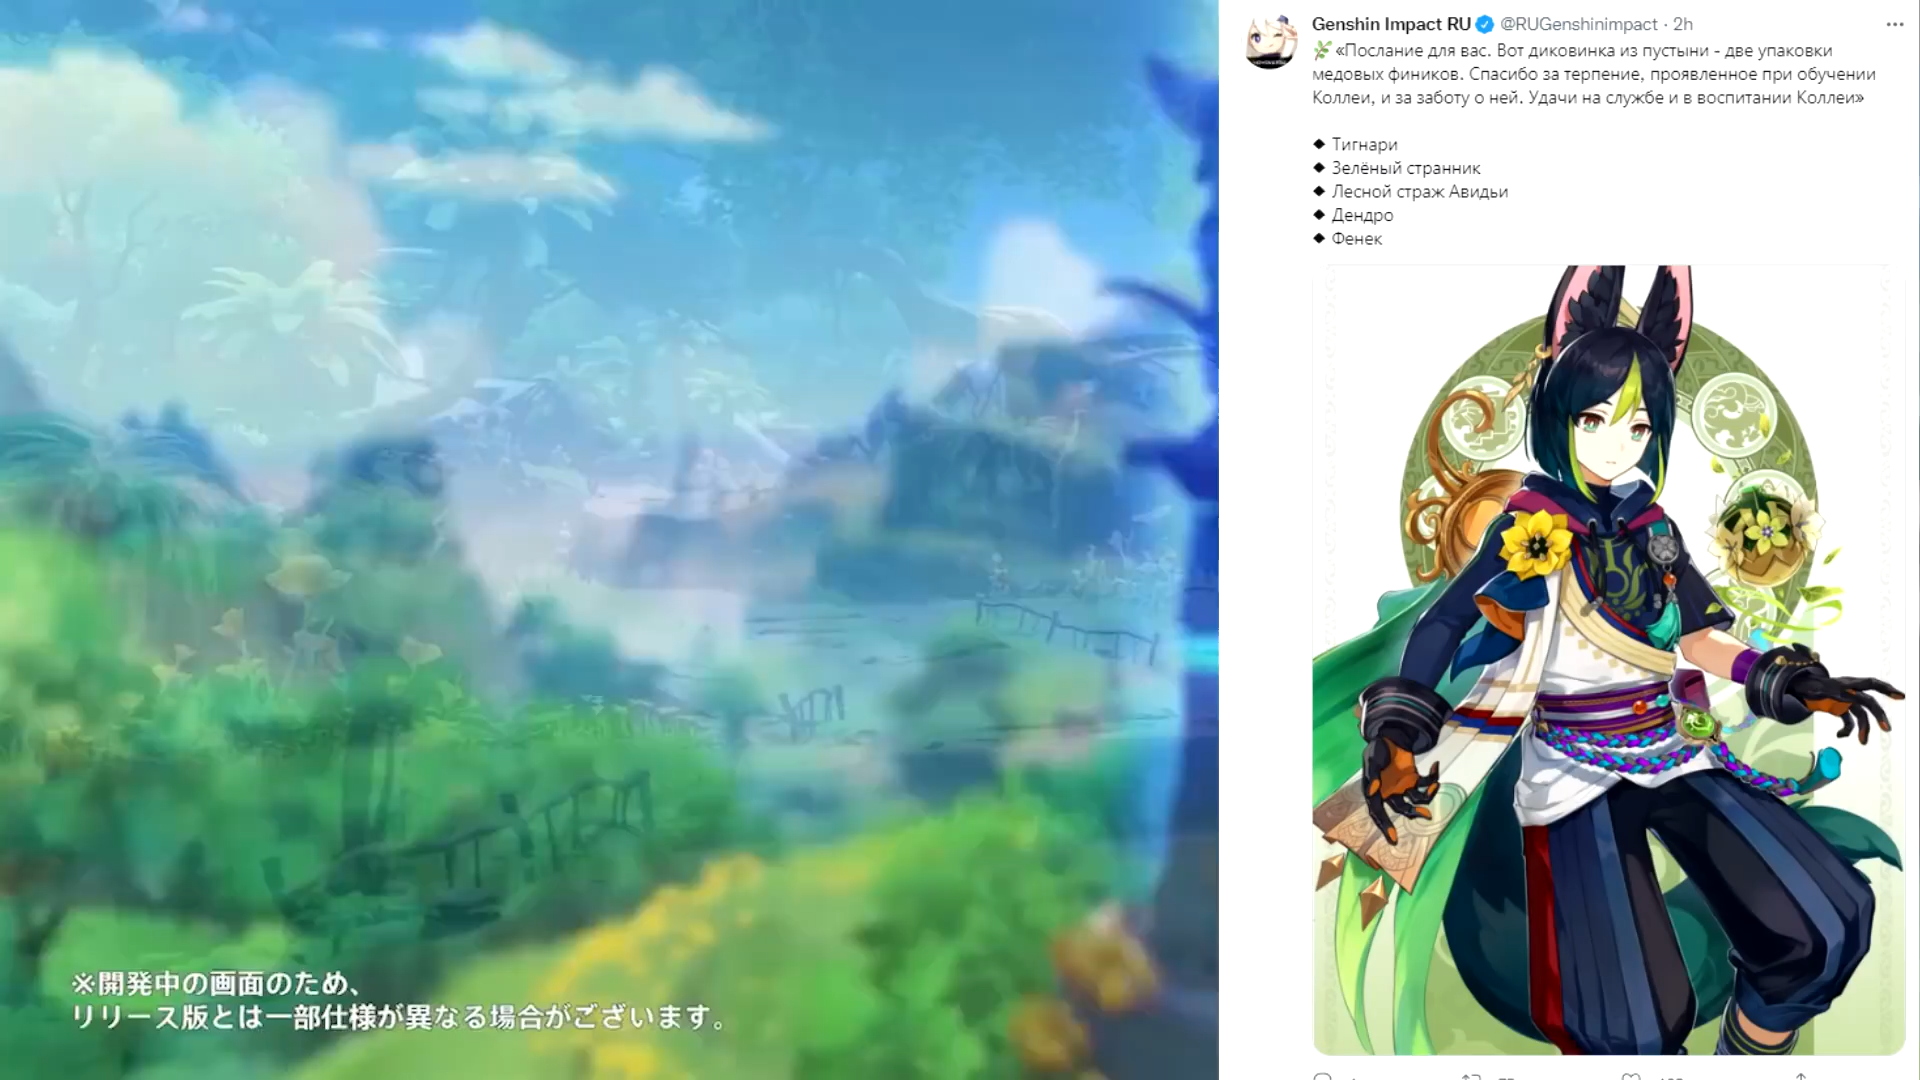 ※開発中の画面のため、
リリース版とは一部仕様が異なる場合がございます。
Genshin Impact RU @RUGenshinimpact · 2h
«Послание для вас. Вот диковинка из пустыни - две упаковки
медовых фиников. Спасибо за терпение, проявленное при обучении
Коллеи, и за заботу о ней. Удачи на службе и в воспитании Коллеи»
◆ Тигнари
◆ Зелёный странник
◆ Лесной страж Авидьи
◆ Дендро
◆ Фенек